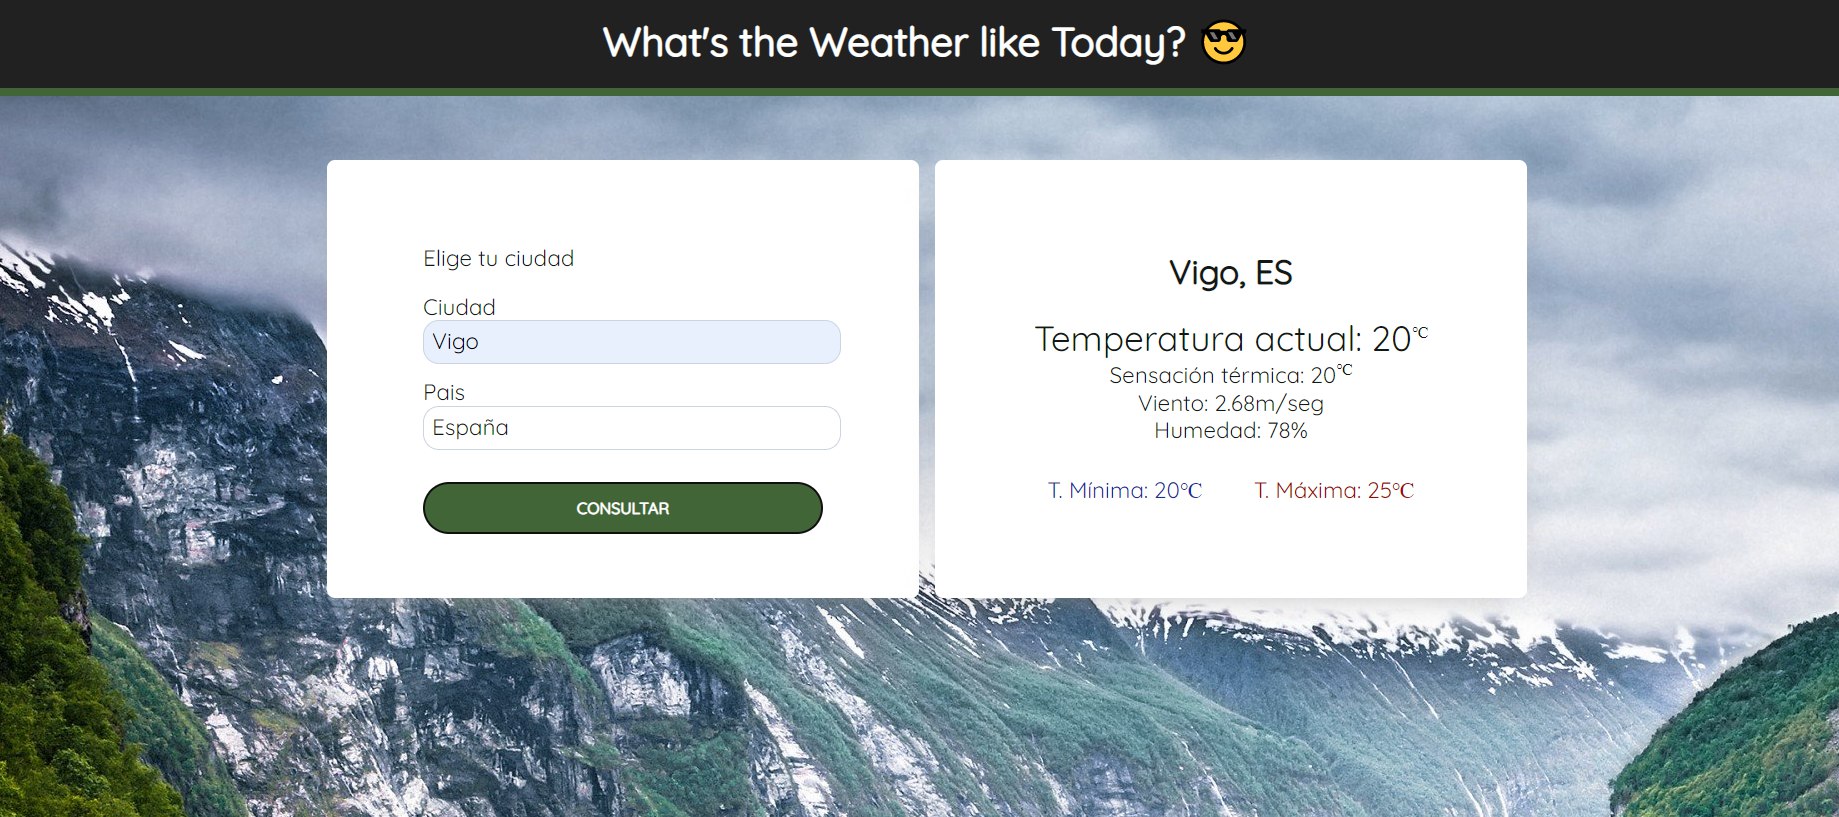 What's the Weather like Today? 😎
Elige tu ciudad
Ciudad
Vigo
Pais
España
CONSULTAR
Vigo, ES
Temperatura actual: 20℃
Sensación térmica: 20℃
Viento: 2.68m/seg
Humedad: 78%
T. Mínima: 20℃ T. Máxima: 25℃